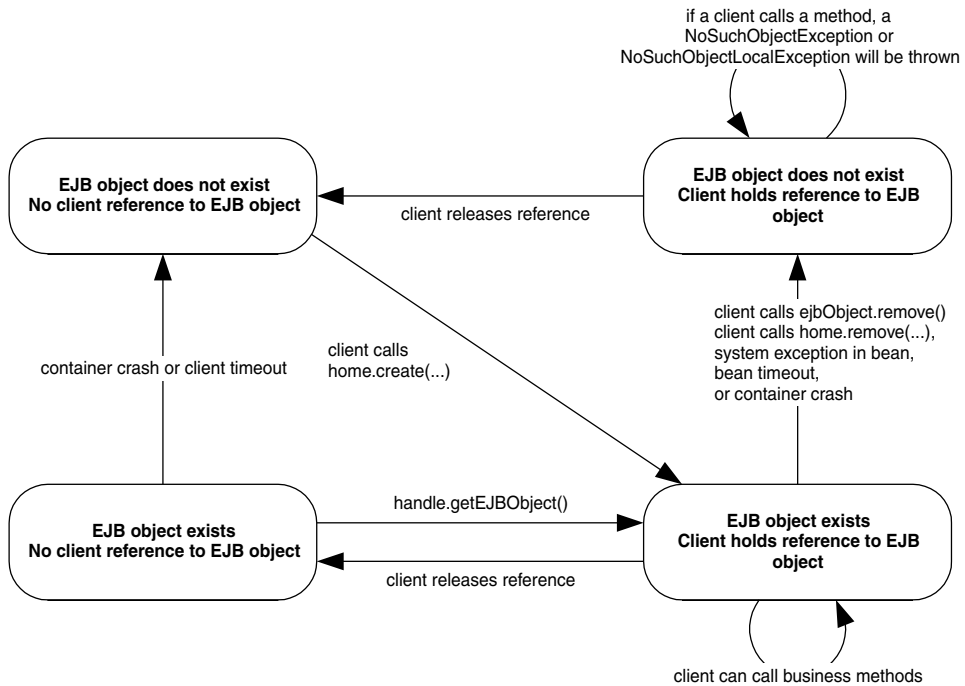 if a client calls a method, a
NoSuchObjectException or
NoSuchObjectLocalException will be thrown
EJB object does not exist
No client reference to EJB object
EJB object does not exist
Client holds reference to EJB
object
client releases reference
client calls ejbObject.remove()
client calls home.remove(...),
system exception in bean,
bean timeout,
or container crash
client calls
home.create(...)
container crash or client timeout
EJB object exists
No client reference to EJB object
handle.getEJBObject()
EJB object exists
Client holds reference to EJB
object
client releases reference
client can call business methods